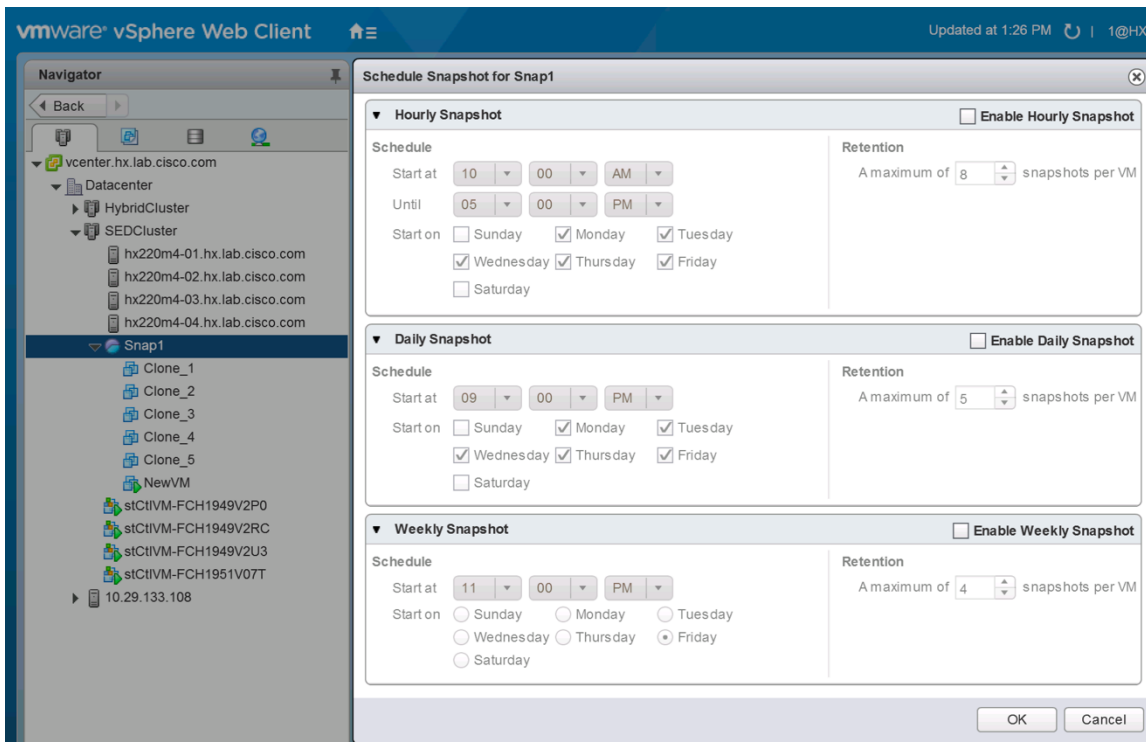 vmware® vSphere Web Client
Updated at 1:26 PM | 1@HX
Navigator
Back
vcenter.hx.lab.cisco.com
Datacenter
HybridCluster
SEDCluster
hx220m4-01.hx.lab.cisco.com
hx220m4-02.hx.lab.cisco.com
hx220m4-03.hx.lab.cisco.com
hx220m4-04.hx.lab.cisco.com
Snap1
Clone_1
Clone_2
Clone_3
Clone_4
Clone_5
NewVM
stCtlVM-FCH1949V2P0
stCtlVM-FCH1949V2RC
stCtlVM-FCH1949V2U3
stCtlVM-FCH1951V07T
10.29.133.108
Schedule Snapshot for Snap1
Hourly Snapshot Enable Hourly Snapshot
Schedule Retention
Start at 10 00 AM A maximum of 8 snapshots per VM
Until 05 00 PM
Start on Sunday Monday Tuesday
Wednesday Thursday Friday
Saturday
Daily Snapshot Enable Daily Snapshot
Schedule Retention
Start at 09 00 PM A maximum of 5 snapshots per VM
Start on Sunday Monday Tuesday
Wednesday Thursday Friday
Saturday
Weekly Snapshot Enable Weekly Snapshot
Schedule Retention
Start at 11 00 PM A maximum of 4 snapshots per VM
Start on Sunday Monday Tuesday
Wednesday Thursday Friday
Saturday
OK Cancel